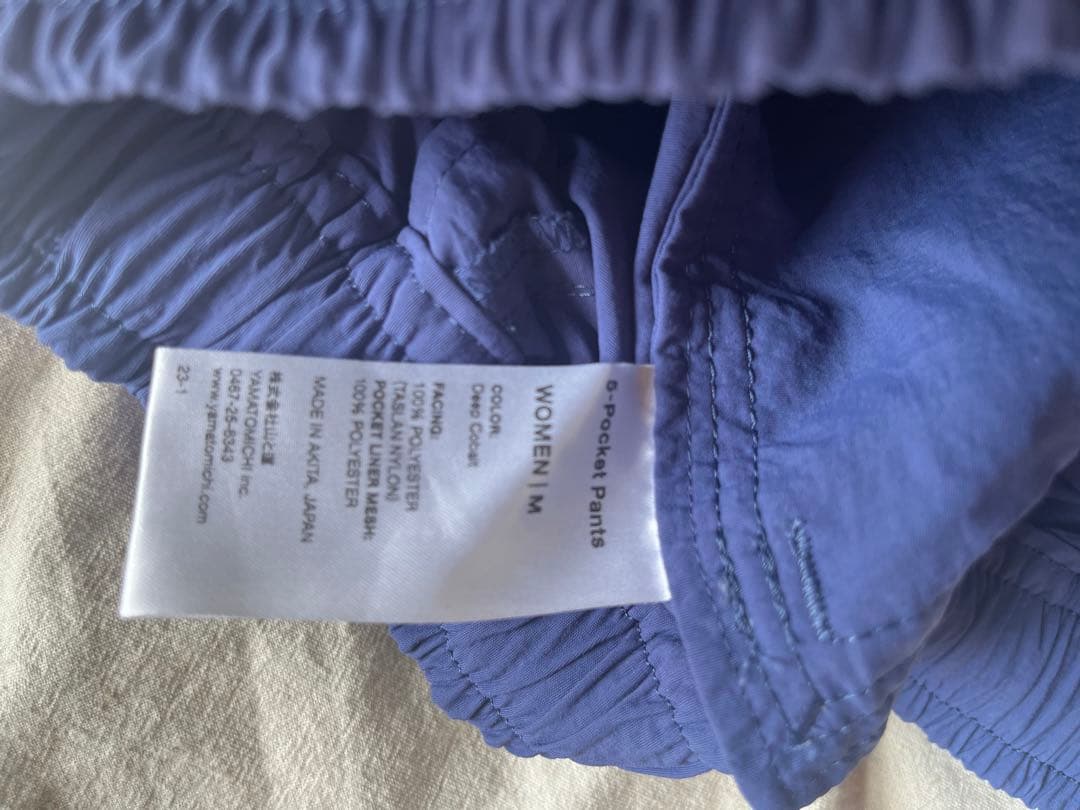 5-Pocket Pants
WOMEN | M
COLOR:
Deep Cobalt
FACING:
100% POLYESTER
(TASLAN NYLON)
POCKET LINER MESH:
100% POLYESTER
MADE IN AKITA, JAPAN
株式会社山と道
YAMATOMICHI inc.
0467-26-6343
www.yamatomichi.com
23-1